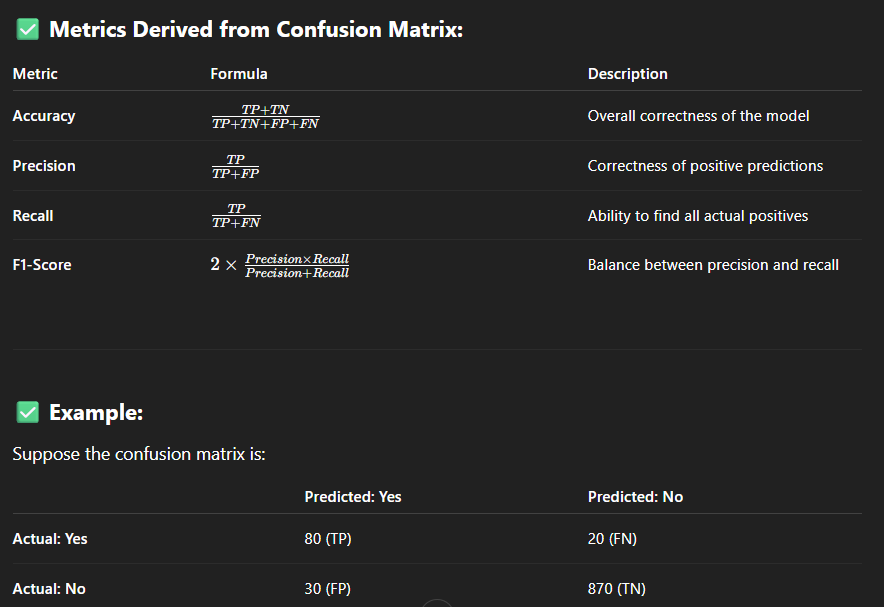 ✅ Metrics Derived from Confusion Matrix:
Metric Formula Description
Accuracy \frac{TP+TN}{TP+TN+FP+FN} Overall correctness of the model
Precision \frac{TP}{TP+FP} Correctness of positive predictions
Recall \frac{TP}{TP+FN} Ability to find all actual positives
F1-Score 2 × \frac{Precision×Recall}{Precision+Recall} Balance between precision and recall
✅ Example:
Suppose the confusion matrix is:
Predicted: Yes Predicted: No
Actual: Yes 80 (TP) 20 (FN)
Actual: No 30 (FP) 870 (TN)